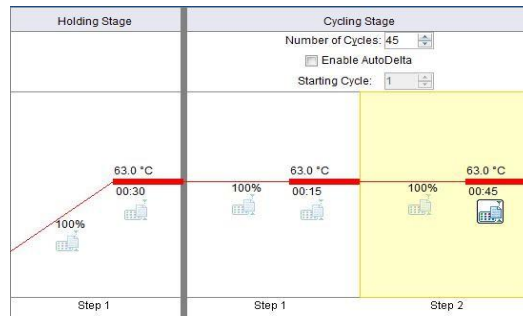 Holding Stage
Cycling Stage
Number of Cycles: 45
Enable AutoDelta
Starting Cycle: 1
63.0 °C
00:30
100%
63.0 °C
00:15
100%
63.0 °C
00:45
100%
Step 1
Step 1
Step 2